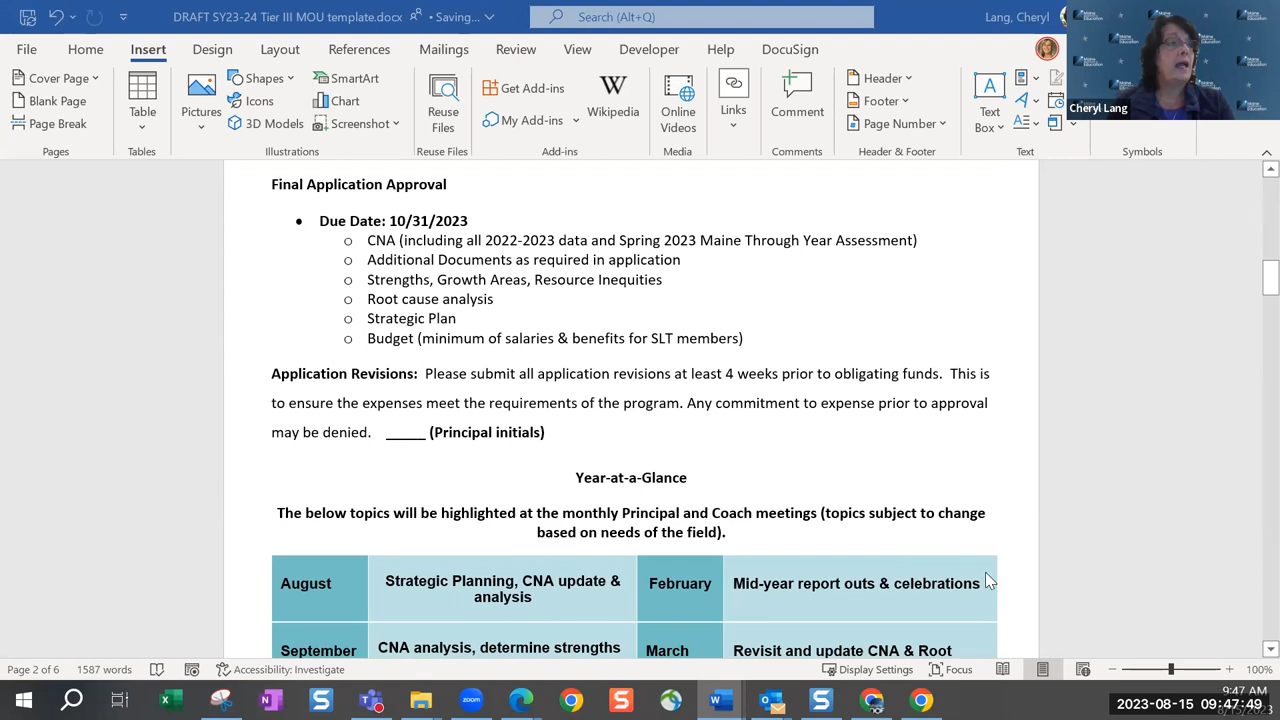 DRAFT SY23-24 Tier III MOU template.docx
Saving...
Search (Alt+Q)
Lang, Cheryl
File
Home
Insert
Design
Layout
References
Mailings
Review
View
Developer
Help
Acrobat
DocuSign
Cover Page
Blank Page
Page Break
Pages
Table
Tables
Pictures
Shapes
Icons
3D Models
SmartArt
Chart
Screenshot
Illustrations
Reuse
Files
Reuse Files
Get Add-ins
My Add-ins
Wikipedia
Add-ins
Online
Videos
Media
Links
Comment
Comments
Header
Footer
Page Number
Header & Footer
Text
Box
Text
Symbols
Cheryl Lang
Final Application Approval
• Due Date: 10/31/2023
o CNA (including all 2022-2023 data and Spring 2023 Maine Through Year Assessment)
o Additional Documents as required in application
o Strengths, Growth Areas, Resource Inequities
o Root cause analysis
o Strategic Plan
o Budget (minimum of salaries & benefits for SLT members)
Application Revisions: Please submit all application revisions at least 4 weeks prior to obligating funds. This is
to ensure the expenses meet the requirements of the program. Any commitment to expense prior to approval
may be denied. _____ (Principal initials)
Year-at-a-Glance
The below topics will be highlighted at the monthly Principal and Coach meetings (topics subject to change
based on needs of the field).
August
Strategic Planning, CNA update &
analysis
February
Mid-year report outs & celebrations
September
CNA analysis, determine strengths
March
Revisit and update CNA & Root
Page 2 of 6
1587 words
Accessibility: Investigate
Display Settings
Focus
100%
zoom
9:47 AM
2023-08-15 09:47:49